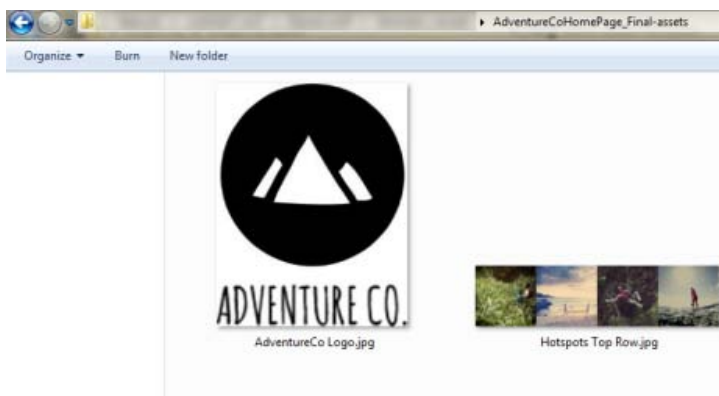 AdventureCoHomePage_Final-assets
Organize Burn New folder
ADVENTURE CO.
AdventureCo Logo.jpg
Hotspots Top Row.jpg